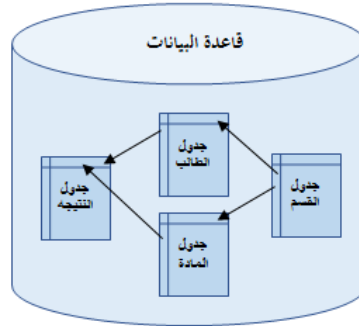 قاعدة البيانات
جدول
الطالب
جدول
القسم
جدول
النتيجه
جدول
المادة